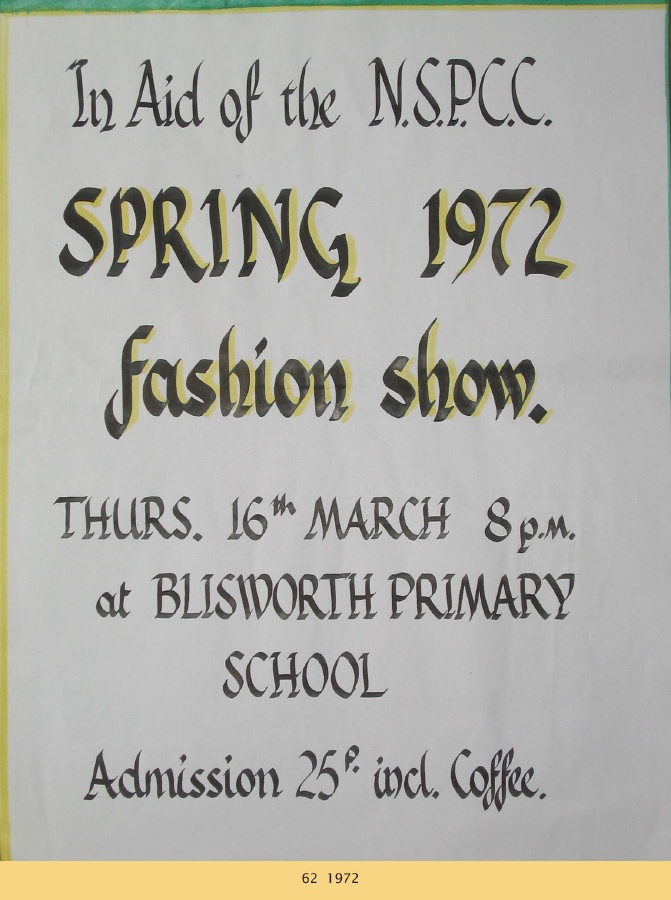 In Aid of the N.S.P.C.C.
SPRING 1972
fashion show.
THURS. 16th MARCH 8 p.m.
at BLISWORTH PRIMARY
SCHOOL
Admission 25p. incl. Coffee.
62 1972